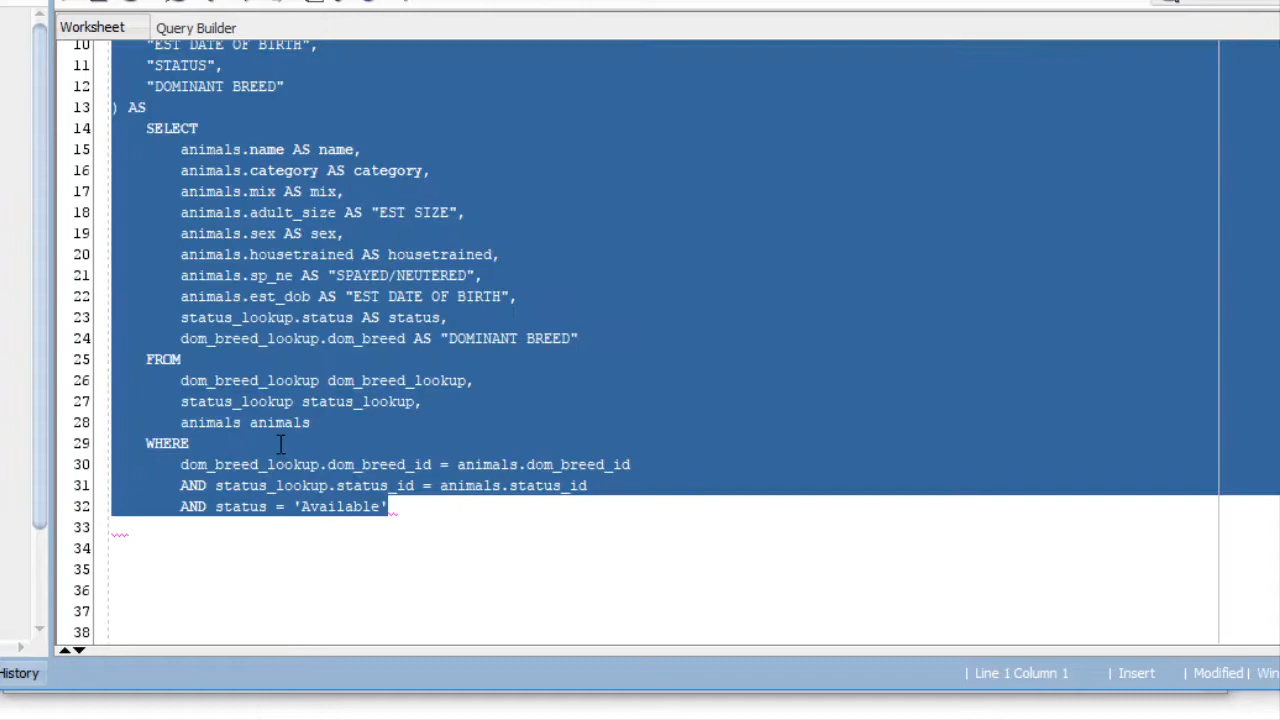 Worksheet Query Builder
10 "EST DATE OF BIRTH",
11 "STATUS",
12 "DOMINANT BREED"
13 ) AS
14 SELECT
15 animals.name AS name,
16 animals.category AS category,
17 animals.mix AS mix,
18 animals.adult_size AS "EST SIZE",
19 animals.sex AS sex,
20 animals.housetrained AS housetrained,
21 animals.sp_ne AS "SPAYED/NEUTERED",
22 animals.est_dob AS "EST DATE OF BIRTH",
23 status_lookup.status AS status,
24 dom_breed_lookup.dom_breed AS "DOMINANT BREED"
25 FROM
26 dom_breed_lookup dom_breed_lookup,
27 status_lookup status_lookup,
28 animals animals
29 WHERE
30 dom_breed_lookup.dom_breed_id = animals.dom_breed_id
31 AND status_lookup.status_id = animals.status_id
32 AND status = 'Available'
33
34
35
36
37
38
History | Line 1 Column 1 | Insert | Modified | Win